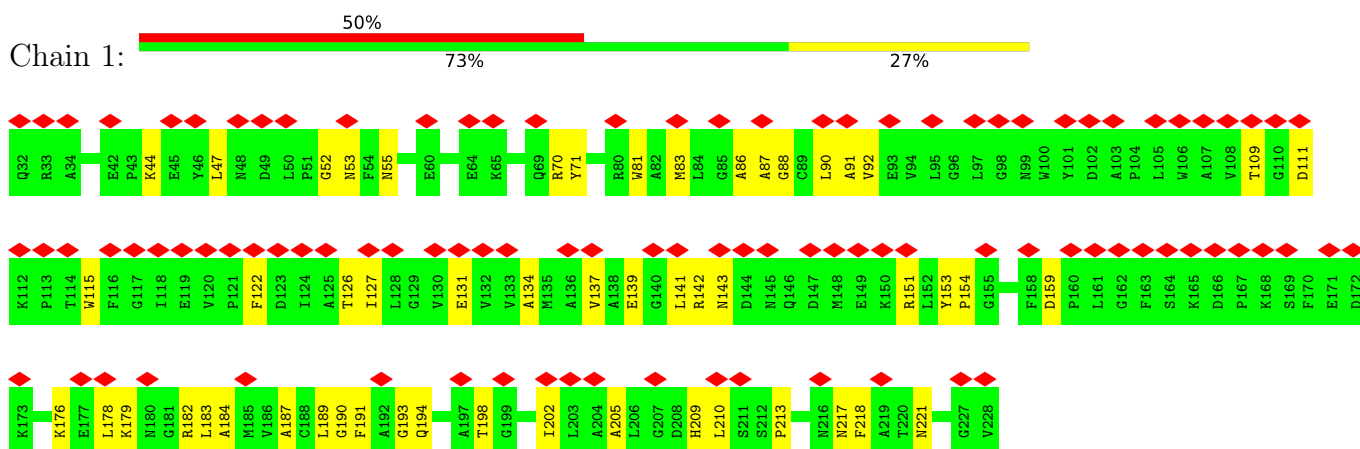 50%
Chain 1:
73% 27%
Q32 R33 A34 E42 P43 K44 E45 Y46 L47 N48 D49 L50 P51 G52 N53 F54 N55 E60 E64 K65 Q69 R70 Y71 R80 W81 A82 M83 L84 G85 A86 A87 G88 C89 L90 A91 V92 E93 V94 L95 G96 L97 G98 N99 W100 Y101 D102 A103 P104 L105 W106 A107 V108 T109 G110 D111
K112 P113 T114 W115 F116 G117 I118 E119 V120 P121 F122 D123 I124 A125 T126 I127 L128 G129 V130 E131 V132 V133 A134 M135 A136 V137 A138 E139 G140 L141 R142 N143 D144 N145 Q146 D147 M148 E149 K150 R151 L152 Y153 P154 G155 F158 D159 P160 L161 G162 F163 S164 K165 D166 P167 K168 S169 F170 E171 D172
K173 K176 E177 L178 K179 N180 G181 R182 L183 A184 M185 V186 A187 C188 L189 G190 F191 A192 G193 Q194 A197 T198 G199 I202 L203 A204 A205 L206 G207 D208 H209 L210 S211 S212 P213 N216 N217 F218 A219 T220 N221 G227 V228